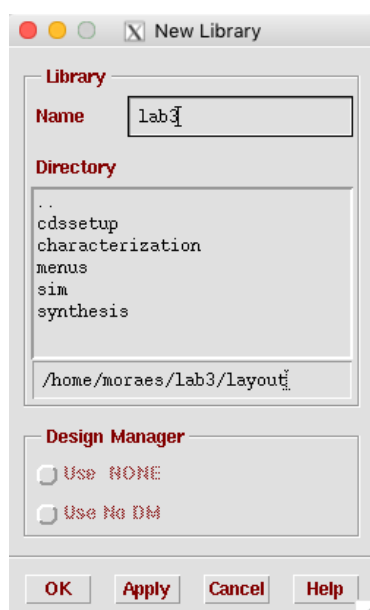 New Library
Library
Name lab3
Directory
..
cdssetup
characterization
menus
sim
synthesis
/home/moraes/lab3/layout
Design Manager
Use NONE
Use No DM
OK Apply Cancel Help